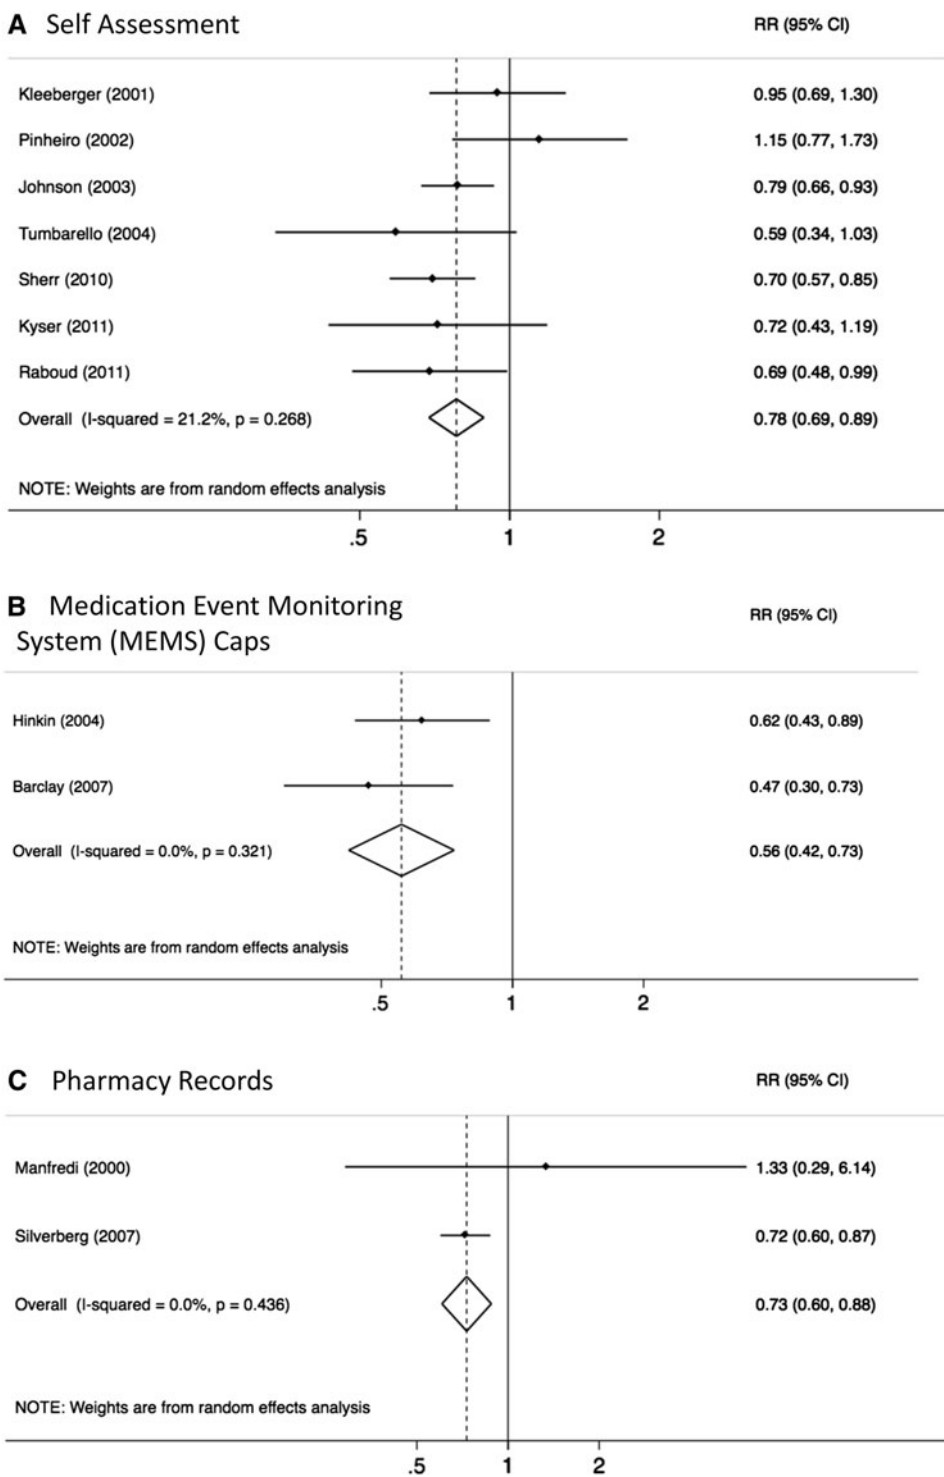 A Self Assessment RR (95% CI)
Kleeberger (2001) 0.95 (0.69, 1.30)
Pinheiro (2002) 1.15 (0.77, 1.73)
Johnson (2003) 0.79 (0.66, 0.93)
Tumbarello (2004) 0.59 (0.34, 1.03)
Sherr (2010) 0.70 (0.57, 0.85)
Kyser (2011) 0.72 (0.43, 1.19)
Raboud (2011) 0.69 (0.48, 0.99)
Overall (I-squared = 21.2%, p = 0.268) 0.78 (0.69, 0.89)
NOTE: Weights are from random effects analysis
.5 1 2
B Medication Event Monitoring RR (95% CI)
System (MEMS) Caps
Hinkin (2004) 0.62 (0.43, 0.89)
Barclay (2007) 0.47 (0.30, 0.73)
Overall (I-squared = 0.0%, p = 0.321) 0.56 (0.42, 0.73)
NOTE: Weights are from random effects analysis
.5 1 2
C Pharmacy Records RR (95% CI)
Manfredi (2000) 1.33 (0.29, 6.14)
Silverberg (2007) 0.72 (0.60, 0.87)
Overall (I-squared = 0.0%, p = 0.436) 0.73 (0.60, 0.88)
NOTE: Weights are from random effects analysis
.5 1 2